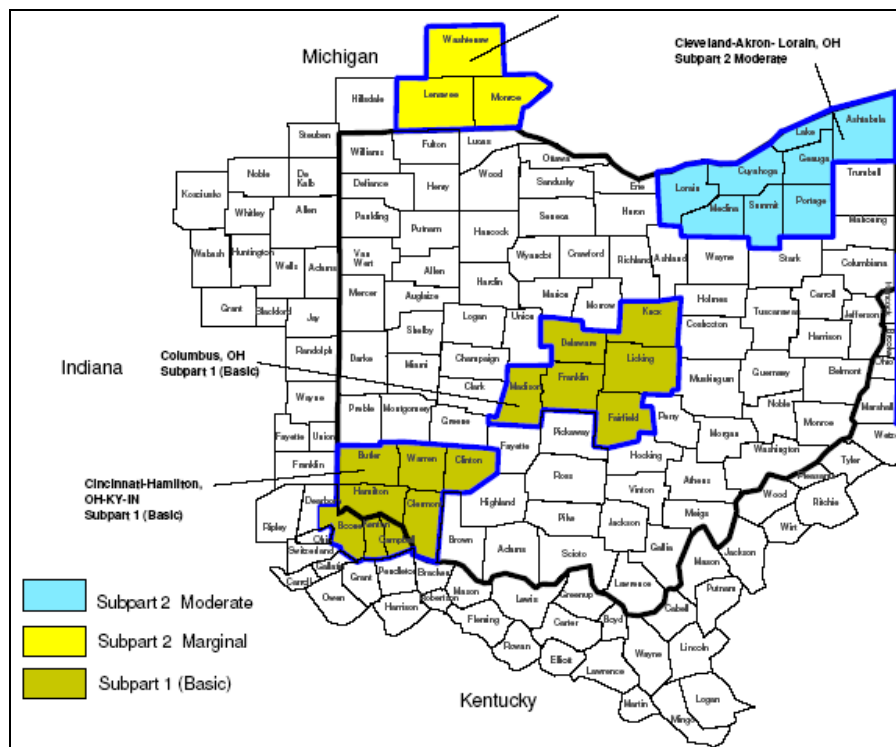 Michigan
Washtenaw
Cleveland-Akron- Lorain, OH
Subpart 2 Moderate
Hillsdale
Lenawee
Monroe
Ashtabela
Lake
Steuben
Williams
Fulton
Lucas
Ottawa
Geauga
Cuyahoga
Noble
De
Kalb
Defiance
Henry
Wood
Sandusky
Erie
Lorain
Trumbell
Kosciusko
Whitley
Allen
Paulding
Putnam
Hancock
Seneca
Huron
Medina
Summit
Portage
Mahoning
Wabash
Huntington
Wells
Adams
Van
Wert
Allen
Wyandot
Crawford
Richland
Ashland
Wayne
Stark
Columbiana
Grant
Blackford
Jay
Mercer
Auglaize
Hardin
Marion
Morrow
Holmes
Carroll
Hancock
Jefferson
Tuscarawas
Logan
Union
Knox
Coshocton
Harrison
Indiana
Randolph
Darke
Shelby
Miami
Champaign
Delaware
Licking
Columbus, OH
Subpart 1 (Basic)
Clark
Madison
Franklin
Muskingum
Guernsey
Belmont
Ohio
Wayne
Preble
Montgomery
Greene
Fairfield
Perry
Noble
Monroe
Marshall
Fayette
Union
Fayette
Pickaway
Morgan
Washington
Wetze
Franklin
Butler
Warren
Clinton
Hocking
Tyler
Cincinnati-Hamilton,
OH-KY-IN
Subpart 1 (Basic)
Dearborn
Hamilton
Clermon
Highland
Ross
Vinton
Athens
Wood
Pleasant
Ritchie
Ripley
Ohio
Boone
Kenton
Campbell
Brown
Pike
Jackson
Meigs
Wirt
Switzerland
Adams
Scioto
Gallia
Mason
Jackson
Carroll
Gallatin
Grant
Pendleton
Bracken
Lawrence
Putnam
Owen
Harrison
Robertson
Mason
Lewis
Greenup
Cabell
Fleming
Carter
Boyd
Wayne
Lincoln
Rowan
Elliott
Lawrence
Logan
Martin
Mingo
Kentucky
Subpart 2 Moderate
Subpart 2 Marginal
Subpart 1 (Basic)